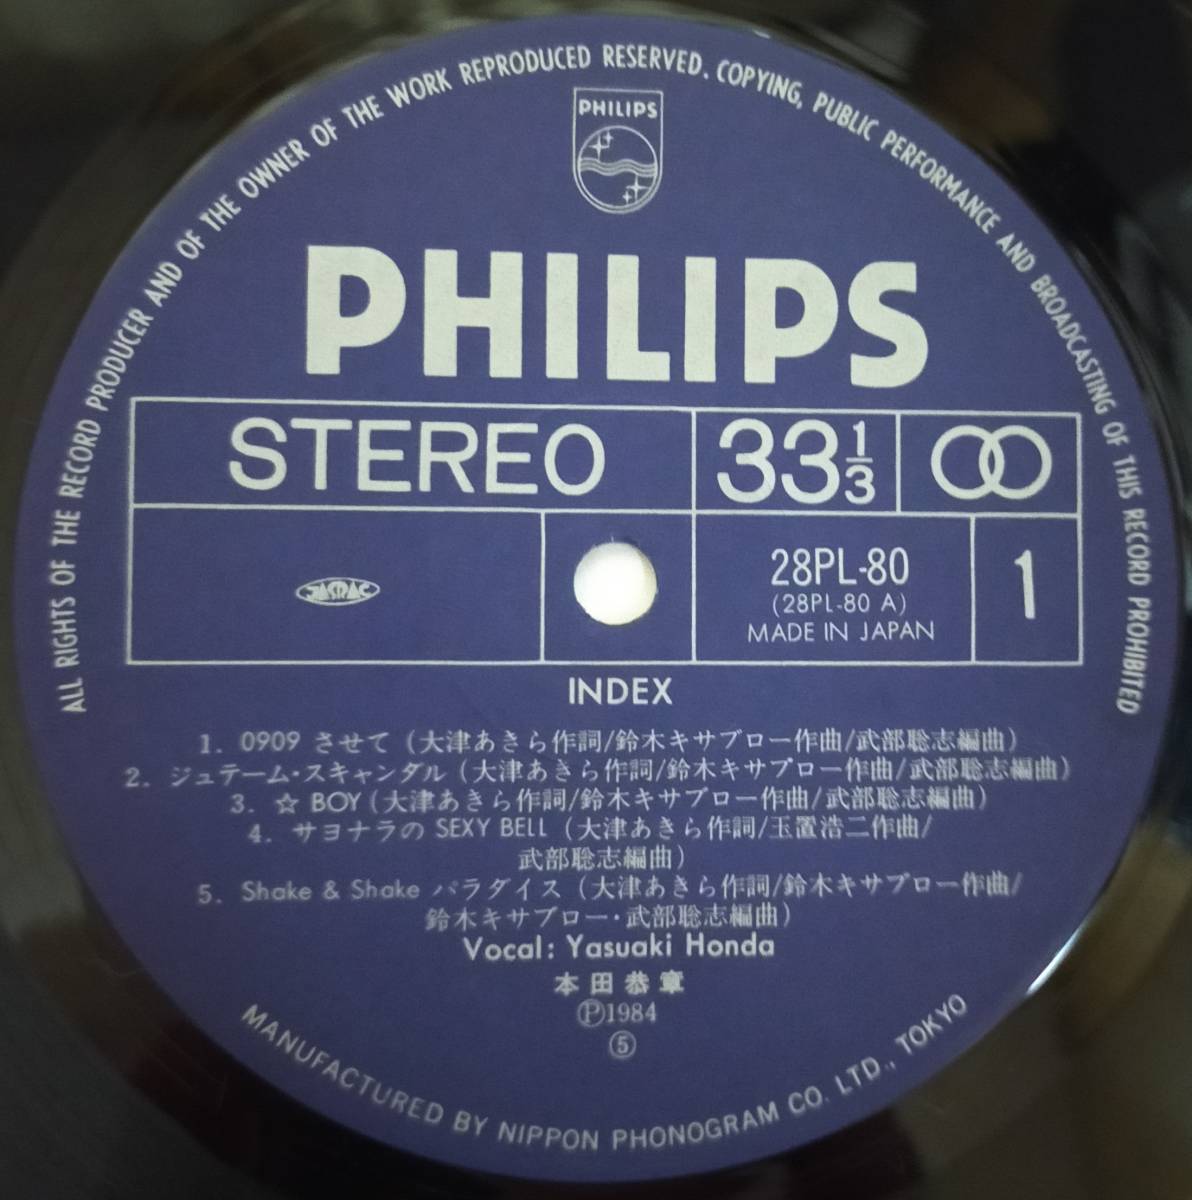 ALL RIGHTS OF THE RECORD PRODUCER AND OF THE OWNER OF THE WORK REPRODUCED RESERVED. COPYING, PUBLIC PERFORMANCE AND BROADCASTING OF THIS RECORD PROHIBITED
PHILIPS
PHILIPS
STEREO 33 1/3
JASRAC
28PL-80
(28PL-80 A)
MADE IN JAPAN
1
INDEX
1. 0909 させて (大津あきら作詞/鈴木キサブロー作曲/武部聡志編曲)
2. ジュテーム・スキャンダル (大津あきら作詞/鈴木キサブロー作曲/武部聡志編曲)
3. ☆ BOY (大津あきら作詞/鈴木キサブロー作曲/武部聡志編曲)
4. サヨナラの SEXY BELL (大津あきら作詞/玉置浩二作曲/
武部聡志編曲)
5. Shake & Shake パラダイス (大津あきら作詞/鈴木キサブロー作曲/
鈴木キサブロー・武部聡志編曲)
Vocal: Yasuaki Honda
本田恭章
Ⓟ1984
⑤
MANUFACTURED BY NIPPON PHONOGRAM CO. LTD., TOKYO